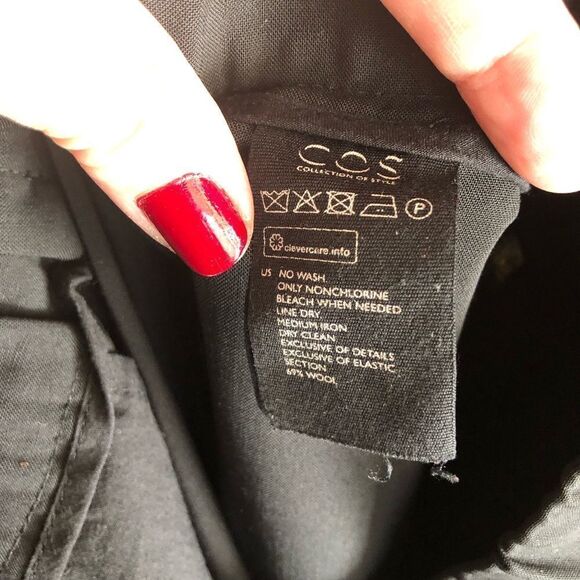 COS
COLLECTION OF STYLE
P
clevercare.info
US NO WASH
ONLY NONCHLORINE
BLEACH WHEN NEEDED
LINE DRY
MEDIUM IRON
DRY CLEAN
EXCLUSIVE OF DETAILS
EXCLUSIVE OF ELASTIC
SECTION
69% WOOL